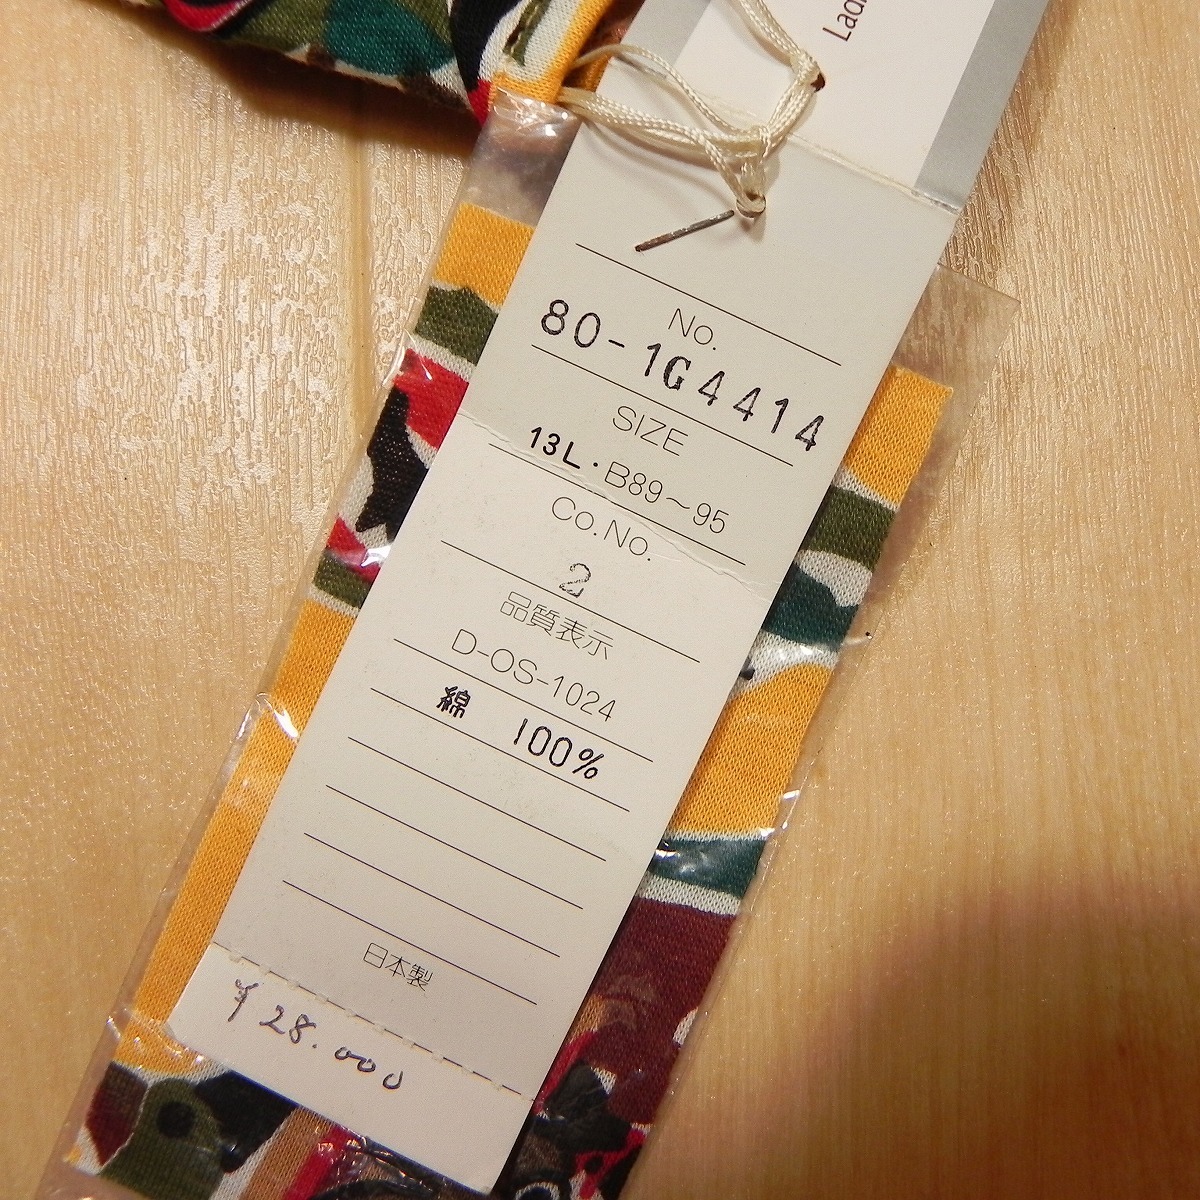 No.
80-1G4414
SIZE
13L・B89～95
Co.No.
2
品質表示
D-OS-1024
綿 100%
日本製
¥28.000